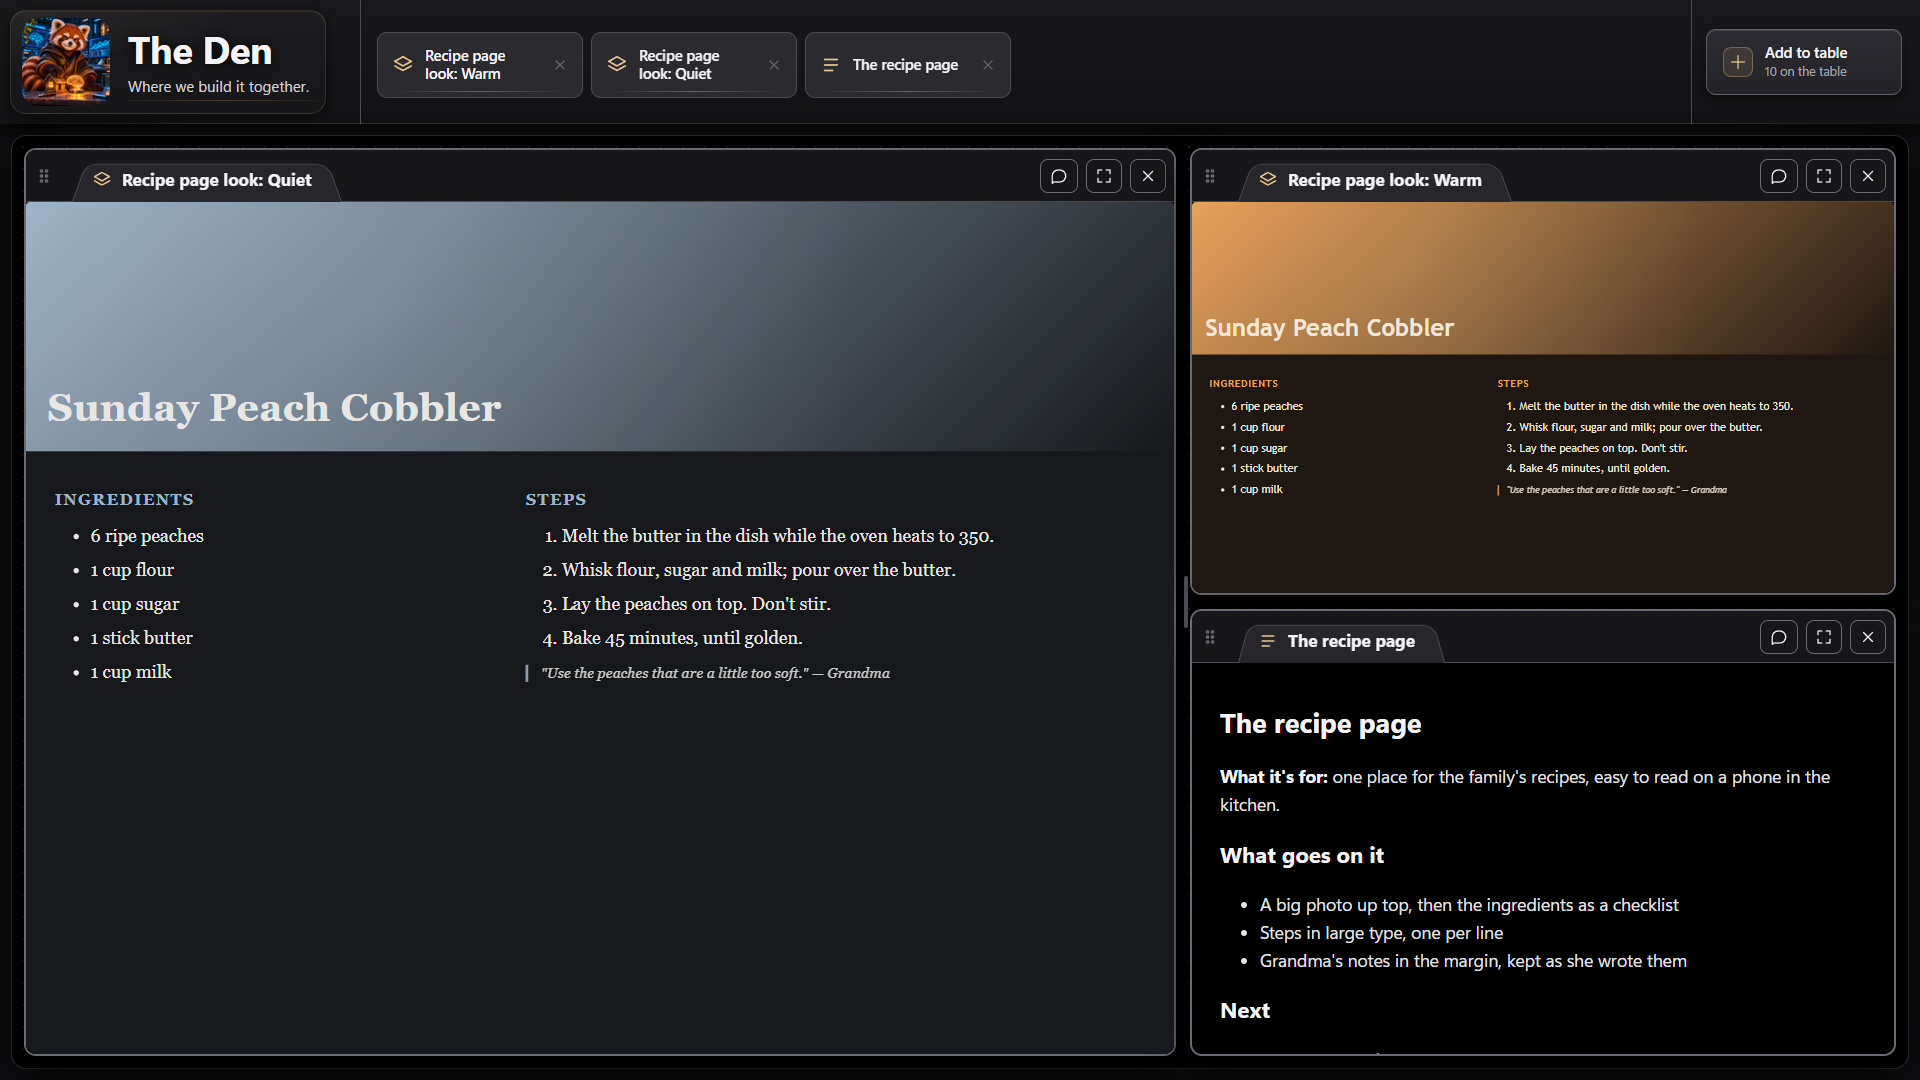 The Den
Where we build it together.
Recipe page
look: Warm
Recipe page
look: Quiet
The recipe page
Add to table
10 on the table
Recipe page look: Quiet
Sunday Peach Cobbler
INGREDIENTS
• 6 ripe peaches
• 1 cup flour
• 1 cup sugar
• 1 stick butter
• 1 cup milk
STEPS
1. Melt the butter in the dish while the oven heats to 350.
2. Whisk flour, sugar and milk; pour over the butter.
3. Lay the peaches on top. Don't stir.
4. Bake 45 minutes, until golden.
"Use the peaches that are a little too soft." — Grandma
Recipe page look: Warm
Sunday Peach Cobbler
INGREDIENTS
• 6 ripe peaches
• 1 cup flour
• 1 cup sugar
• 1 stick butter
• 1 cup milk
STEPS
1. Melt the butter in the dish while the oven heats to 350.
2. Whisk flour, sugar and milk; pour over the butter.
3. Lay the peaches on top. Don't stir.
4. Bake 45 minutes, until golden.
"Use the peaches that are a little too soft." — Grandma
The recipe page
The recipe page
What it's for: one place for the family's recipes, easy to read on a phone in the
kitchen.
What goes on it
• A big photo up top, then the ingredients as a checklist
• Steps in large type, one per line
• Grandma's notes in the margin, kept as she wrote them
Next